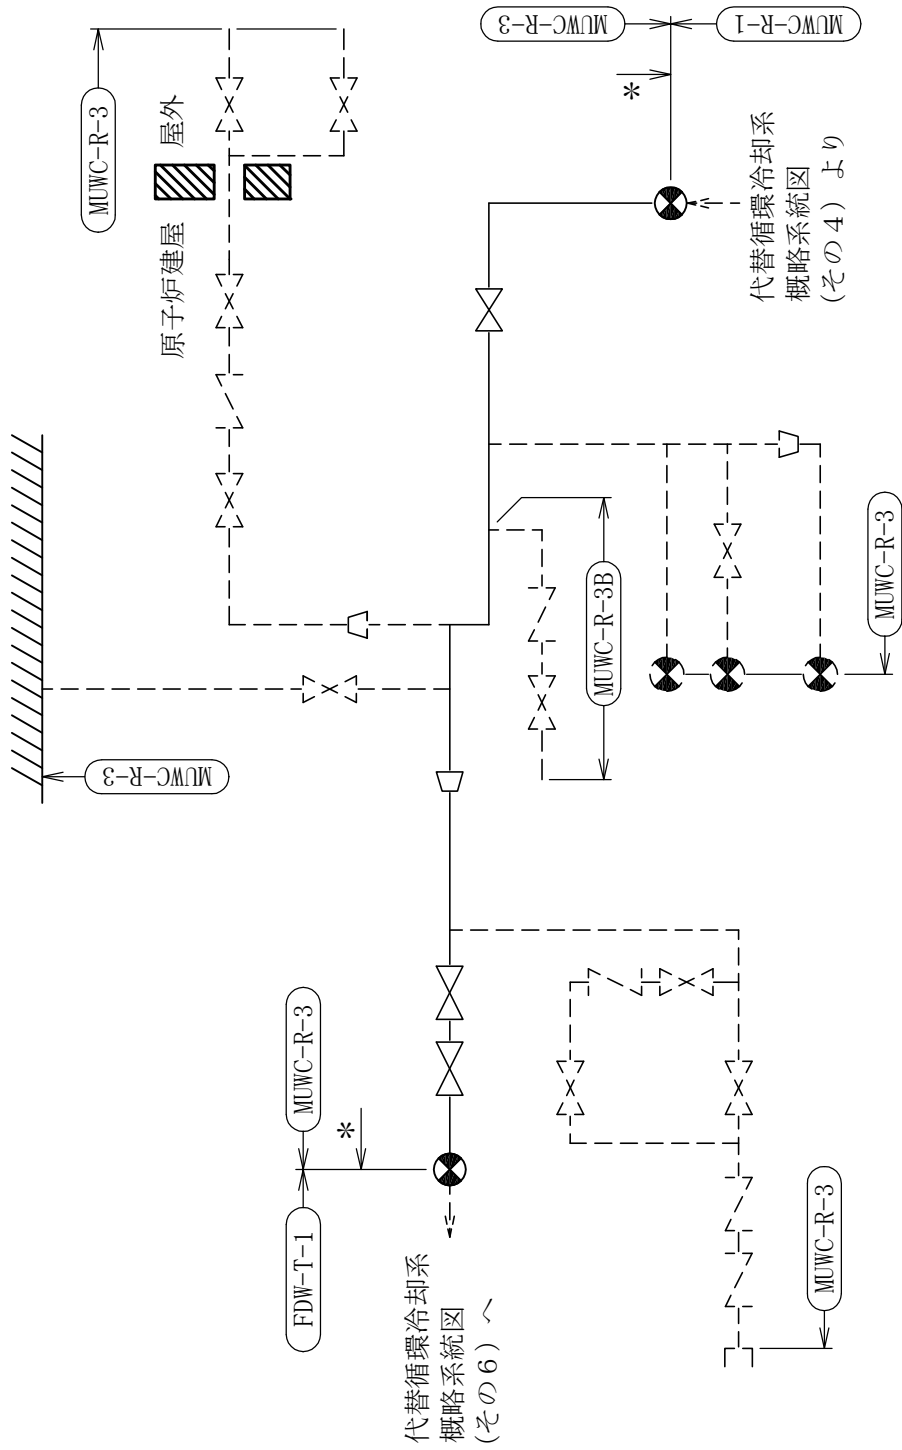 MUWC-R-3
原子炉建屋
屋外
MUWC-R-3
MUWC-R-1
*
代替循環冷却系
概略系統図
(その4) より
MUWC-R-3
MUWC-R-3B
MUWC-R-3
MUWC-R-3
FDW-T-1
*
代替循環冷却系
概略系統図
(その6) へ
MUWC-R-3